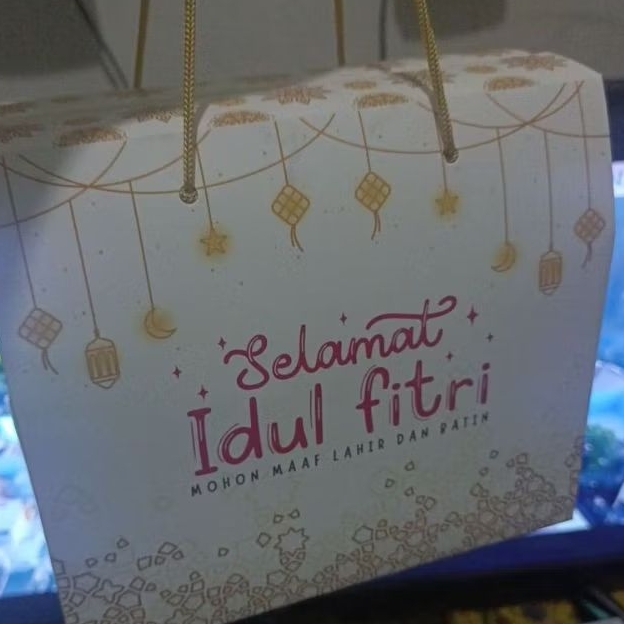 Selamat
Idul fitri
MOHON MAAF LAHIR DAN BATIN